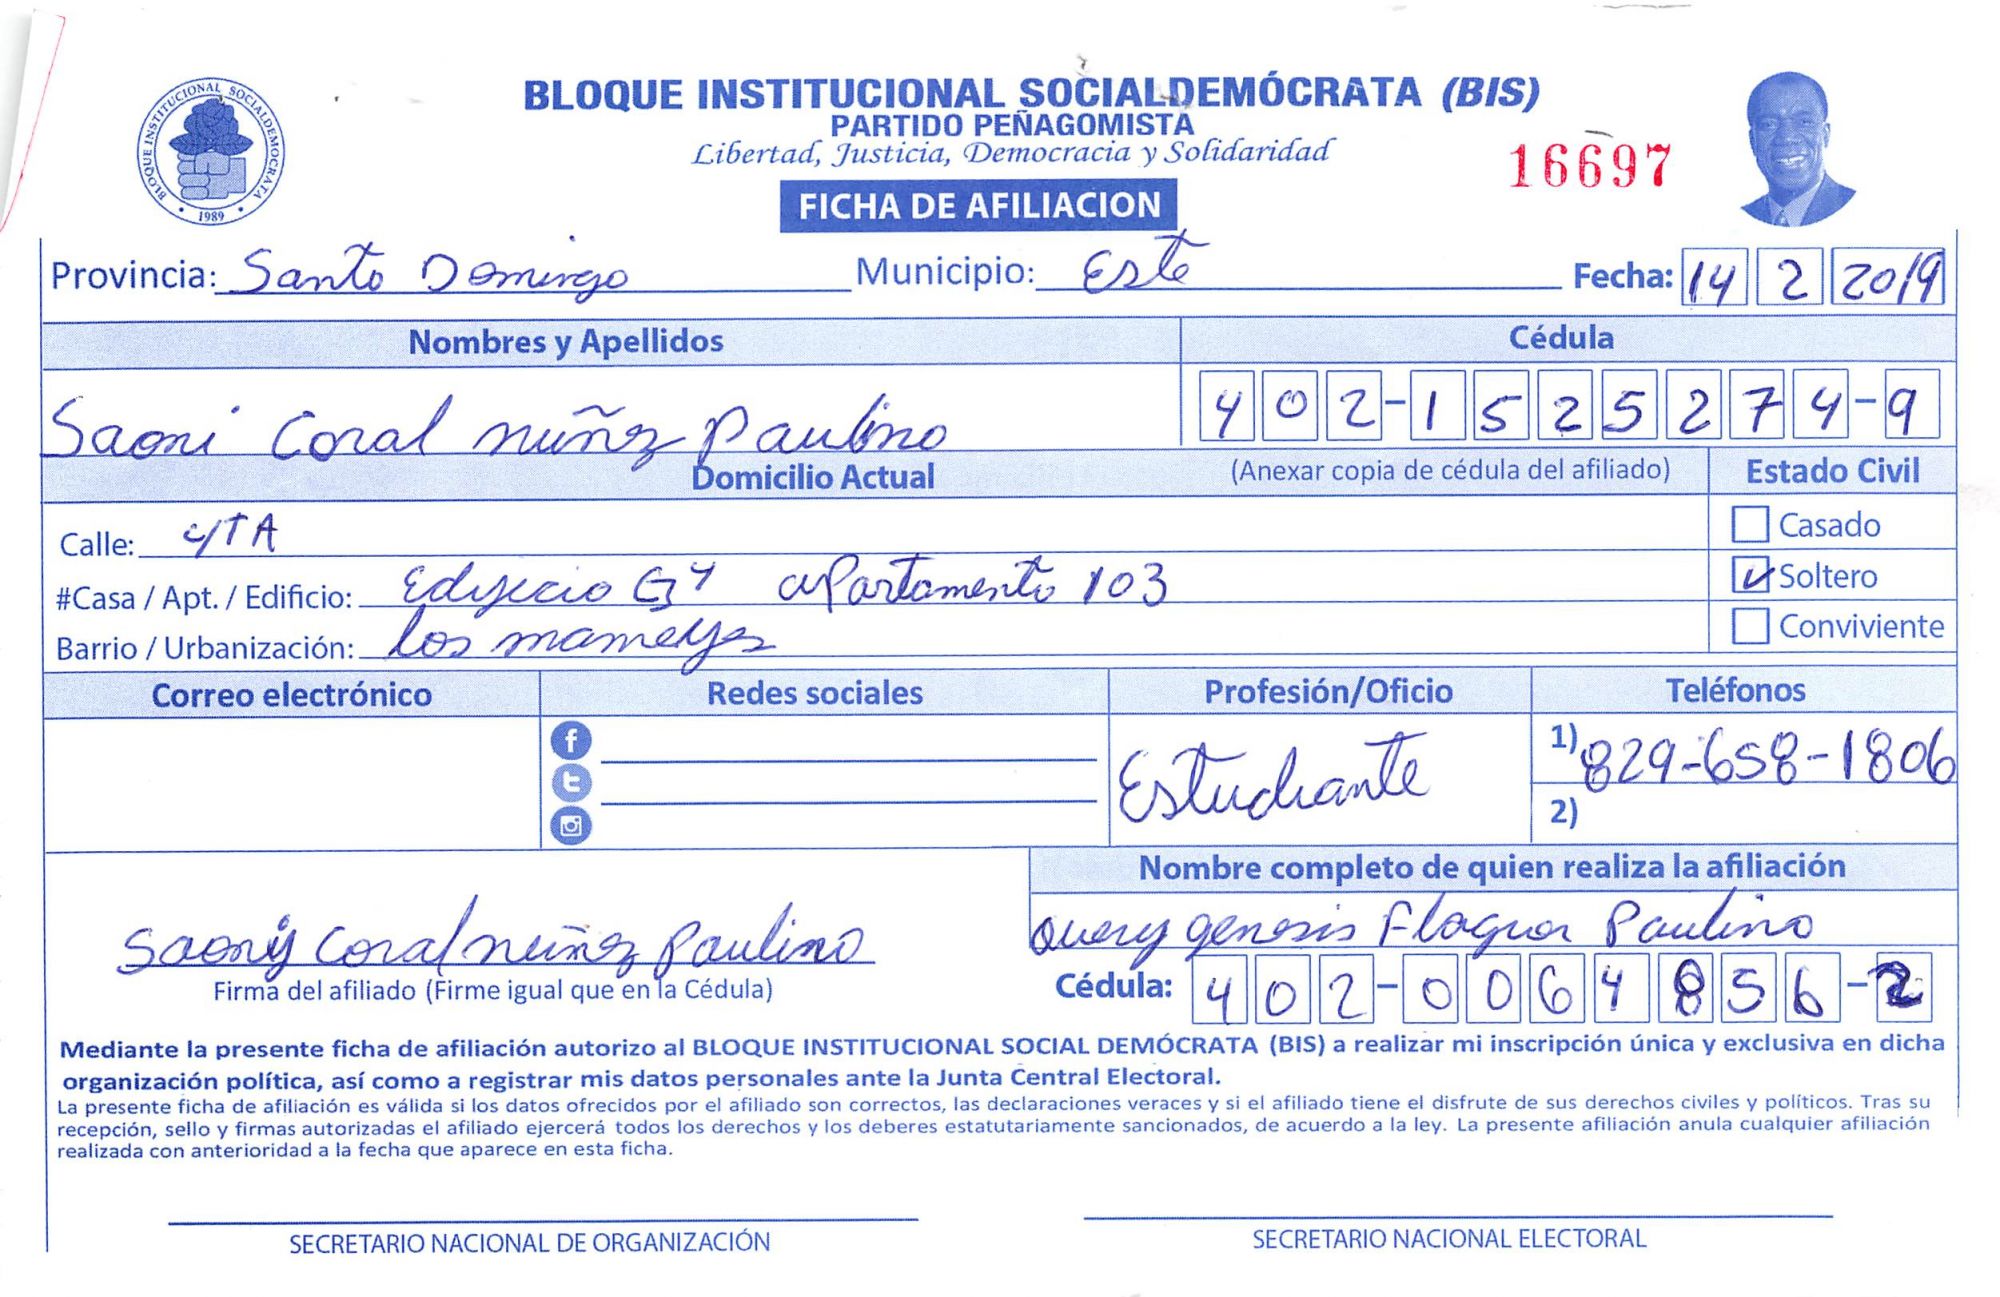 BLOQUE INSTITUCIONAL SOCIALDEMOCRATA
1989
BLOQUE INSTITUCIONAL SOCIALDEMÓCRATA (BIS)
PARTIDO PEÑAGOMISTA
Libertad, Justicia, Democracia y Solidaridad
16697
FICHA DE AFILIACION
Provincia: Santo Domingo Municipio: Este Fecha: 14 2 2019
Nombres y Apellidos Cédula
Saoni Coral nuñez Paulino 402-1525274-9
Domicilio Actual (Anexar copia de cédula del afiliado) Estado Civil
Calle: c/TA Casado
#Casa / Apt. / Edificio: Edificio G4 apartamento 103 Soltero
Barrio / Urbanización: los mameyes Conviviente
Correo electrónico Redes sociales Profesión/Oficio Teléfonos
Estudiante 1) 829-658-1806
2)
Nombre completo de quien realiza la afiliación
Saony Coral nuñez Paulino Query genesis Flaquer Paulino
Firma del afiliado (Firme igual que en la Cédula) Cédula: 402-0064856-2
Mediante la presente ficha de afiliación autorizo al BLOQUE INSTITUCIONAL SOCIAL DEMÓCRATA (BIS) a realizar mi inscripción única y exclusiva en dicha
organización política, así como a registrar mis datos personales ante la Junta Central Electoral.
La presente ficha de afiliación es válida si los datos ofrecidos por el afiliado son correctos, las declaraciones veraces y si el afiliado tiene el disfrute de sus derechos civiles y políticos. Tras su
recepción, sello y firmas autorizadas el afiliado ejercerá todos los derechos y los deberes estatutariamente sancionados, de acuerdo a la ley. La presente afiliación anula cualquier afiliación
realizada con anterioridad a la fecha que aparece en esta ficha.
SECRETARIO NACIONAL DE ORGANIZACIÓN SECRETARIO NACIONAL ELECTORAL